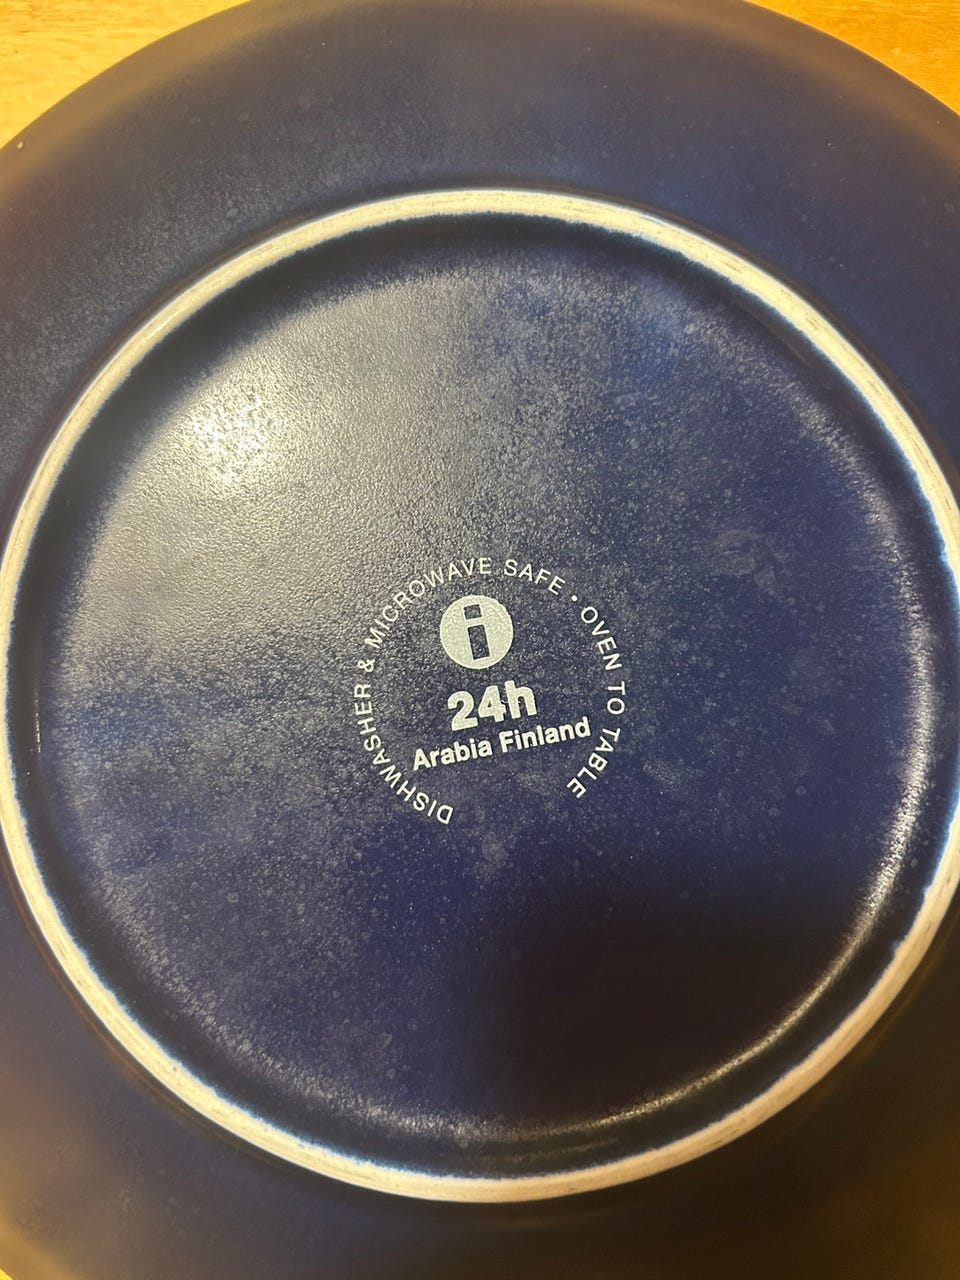 DISHWASHER & MICROWAVE SAFE • OVEN TO TABLE
i
24h
Arabia Finland